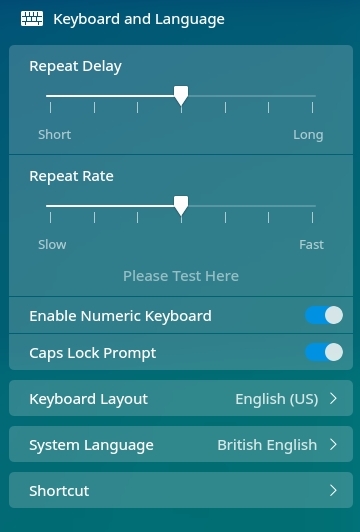 Keyboard and Language
Repeat Delay
Short Long
Repeat Rate
Slow Fast
Please Test Here
Enable Numeric Keyboard
Caps Lock Prompt
Keyboard Layout English (US)
System Language British English
Shortcut